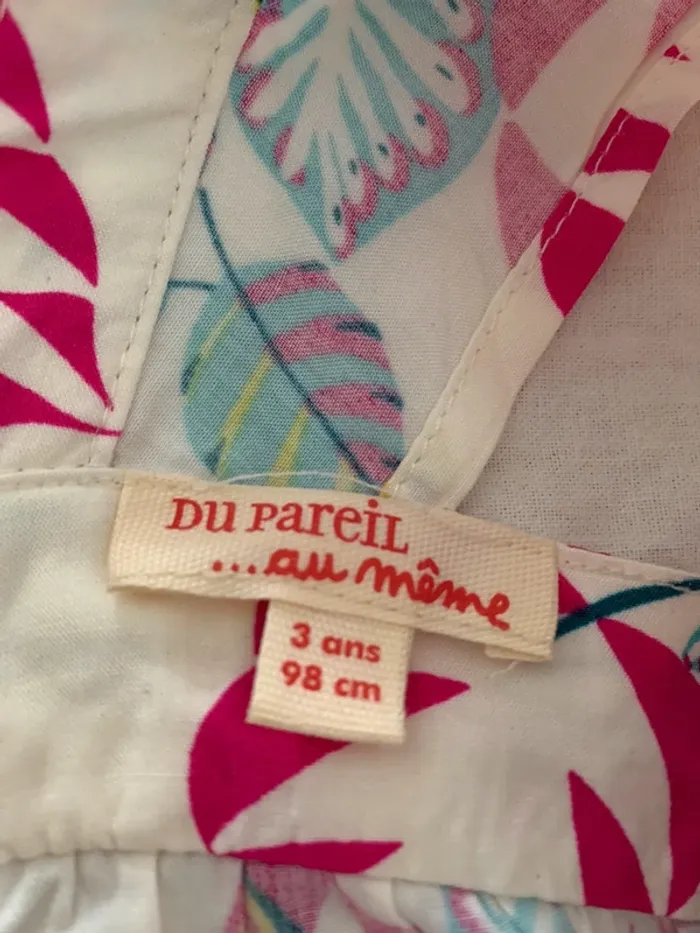 Du Pareil
...au même
3 ans
98 cm